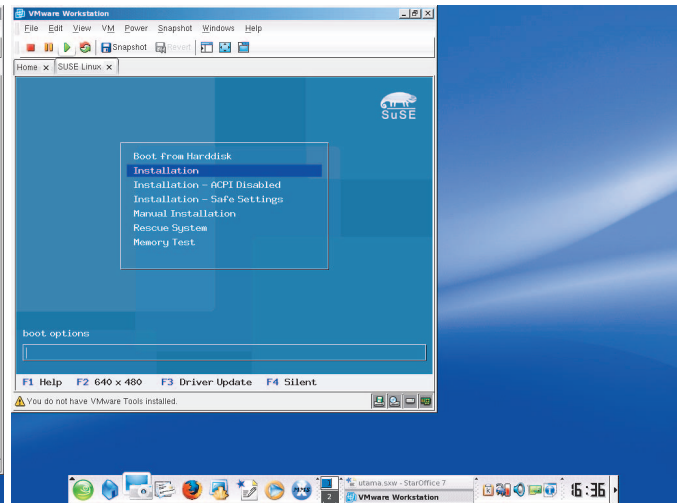 VMware Workstation
File Edit View VM Power Snapshot Windows Help
Snapshot Revert
Home x SUSE Linux x
SuSE
Boot from Harddisk
Installation
Installation - ACPI Disabled
Installation - Safe Settings
Manual Installation
Rescue System
Memory Test
boot options
F1 Help F2 640 x 480 F3 Driver Update F4 Silent
You do not have VMware Tools installed.
utama.sxw - StarOffice 7
2 VMware Workstation
16:36